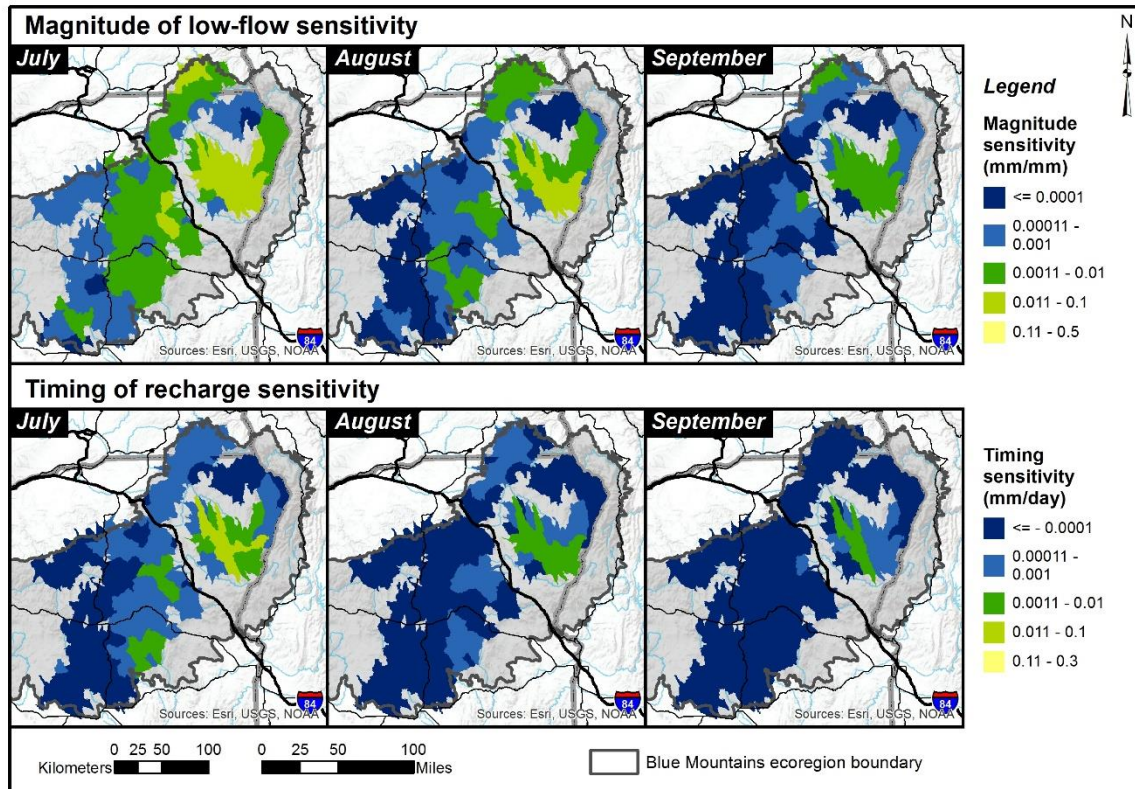 Magnitude of low-flow sensitivity
N
July
August
September
84
84
84
Sources: Esri, USGS, NOAA
Sources: Esri, USGS, NOAA
Sources: Esri, USGS, NOAA
Legend
Magnitude
sensitivity
(mm/mm)
<= 0.0001
0.00011 -
0.001
0.0011 - 0.01
0.011 - 0.1
0.11 - 0.5
Timing of recharge sensitivity
July
August
September
84
84
84
Sources: Esri, USGS, NOAA
Sources: Esri, USGS, NOAA
Sources: Esri, USGS, NOAA
Timing
sensitivity
(mm/day)
<= - 0.0001
0.00011 -
0.001
0.0011 - 0.01
0.011 - 0.1
0.11 - 0.3
0 25 50 100
Kilometers
0 25 50 100
Miles
Blue Mountains ecoregion boundary